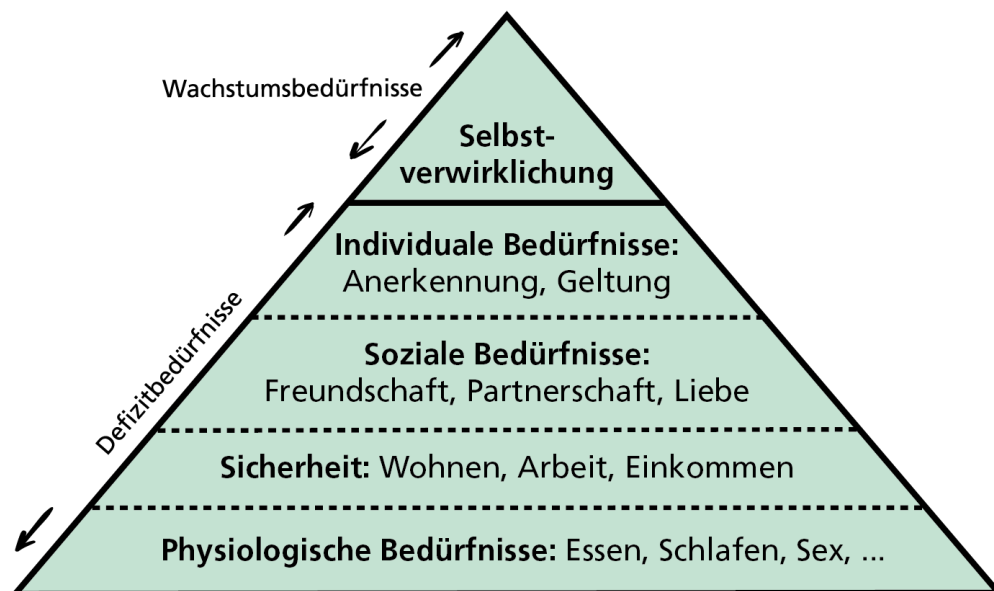 Wachstumsbedürfnisse
Selbst-
verwirklichung
Individuale Bedürfnisse:
Anerkennung, Geltung
Defizitbedürfnisse
Soziale Bedürfnisse:
Freundschaft, Partnerschaft, Liebe
Sicherheit: Wohnen, Arbeit, Einkommen
Physiologische Bedürfnisse: Essen, Schlafen, Sex, ...